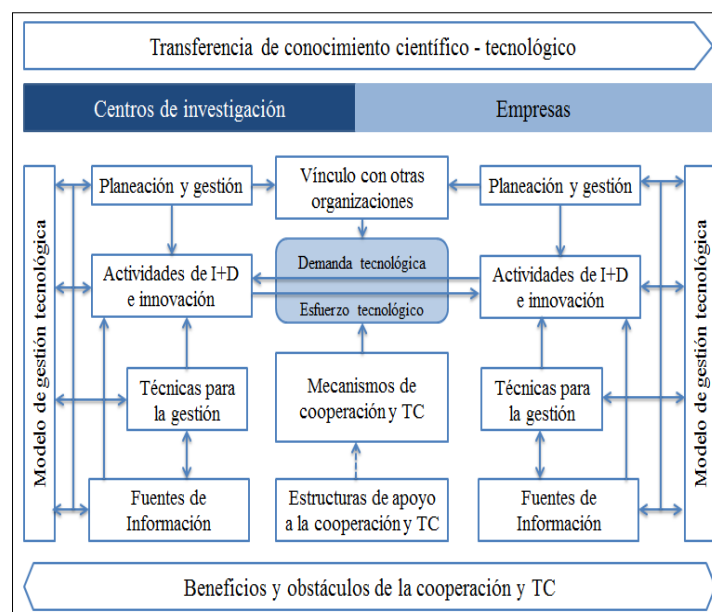 Transferencia de conocimiento científico - tecnológico
Centros de investigación
Empresas
Modelo de gestión tecnológica
Planeación y gestión
Vínculo con otras
organizaciones
Planeación y gestión
Modelo de gestión tecnológica
Actividades de I+D
e innovación
Demanda tecnológica
Esfuerzo tecnológico
Actividades de I+D
e innovación
Técnicas para
la gestión
Mecanismos de
cooperación y TC
Técnicas para
la gestión
Fuentes de
Información
Estructuras de apoyo
a la cooperación y TC
Fuentes de
Información
Beneficios y obstáculos de la cooperación y TC